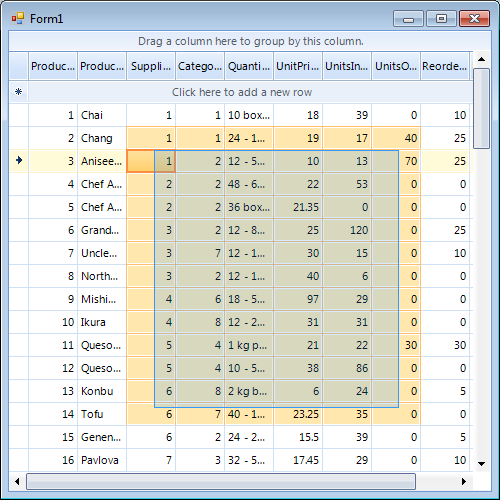 Form1
Drag a column here to group by this column.
Produc... Produc... Suppli... Catego... Quanti... UnitPri... UnitsIn... UnitsO... Reorde...
Click here to add a new row
1 Chai 1 1 10 box... 18 39 0 10
2 Chang 1 1 24 - 1... 19 17 40 25
3 Anisee... 1 2 12 - 5... 10 13 70 25
4 Chef A... 2 2 48 - 6... 22 53 0 0
5 Chef A... 2 2 36 box... 21.35 0 0 0
6 Grand... 3 2 12 - 8... 25 120 0 25
7 Uncle... 3 7 12 - 1... 30 15 0 10
8 North... 3 2 12 - 1... 40 6 0 0
9 Mishi... 4 6 18 - 5... 97 29 0 0
10 Ikura 4 8 12 - 2... 31 31 0 0
11 Queso... 5 4 1 kg p... 21 22 30 30
12 Queso... 5 4 10 - 5... 38 86 0 0
13 Konbu 6 8 2 kg b... 6 24 0 5
14 Tofu 6 7 40 - 1... 23.25 35 0 0
15 Genen... 6 2 24 - 2... 15.5 39 0 5
16 Pavlova 7 3 32 - 5... 17.45 29 0 10